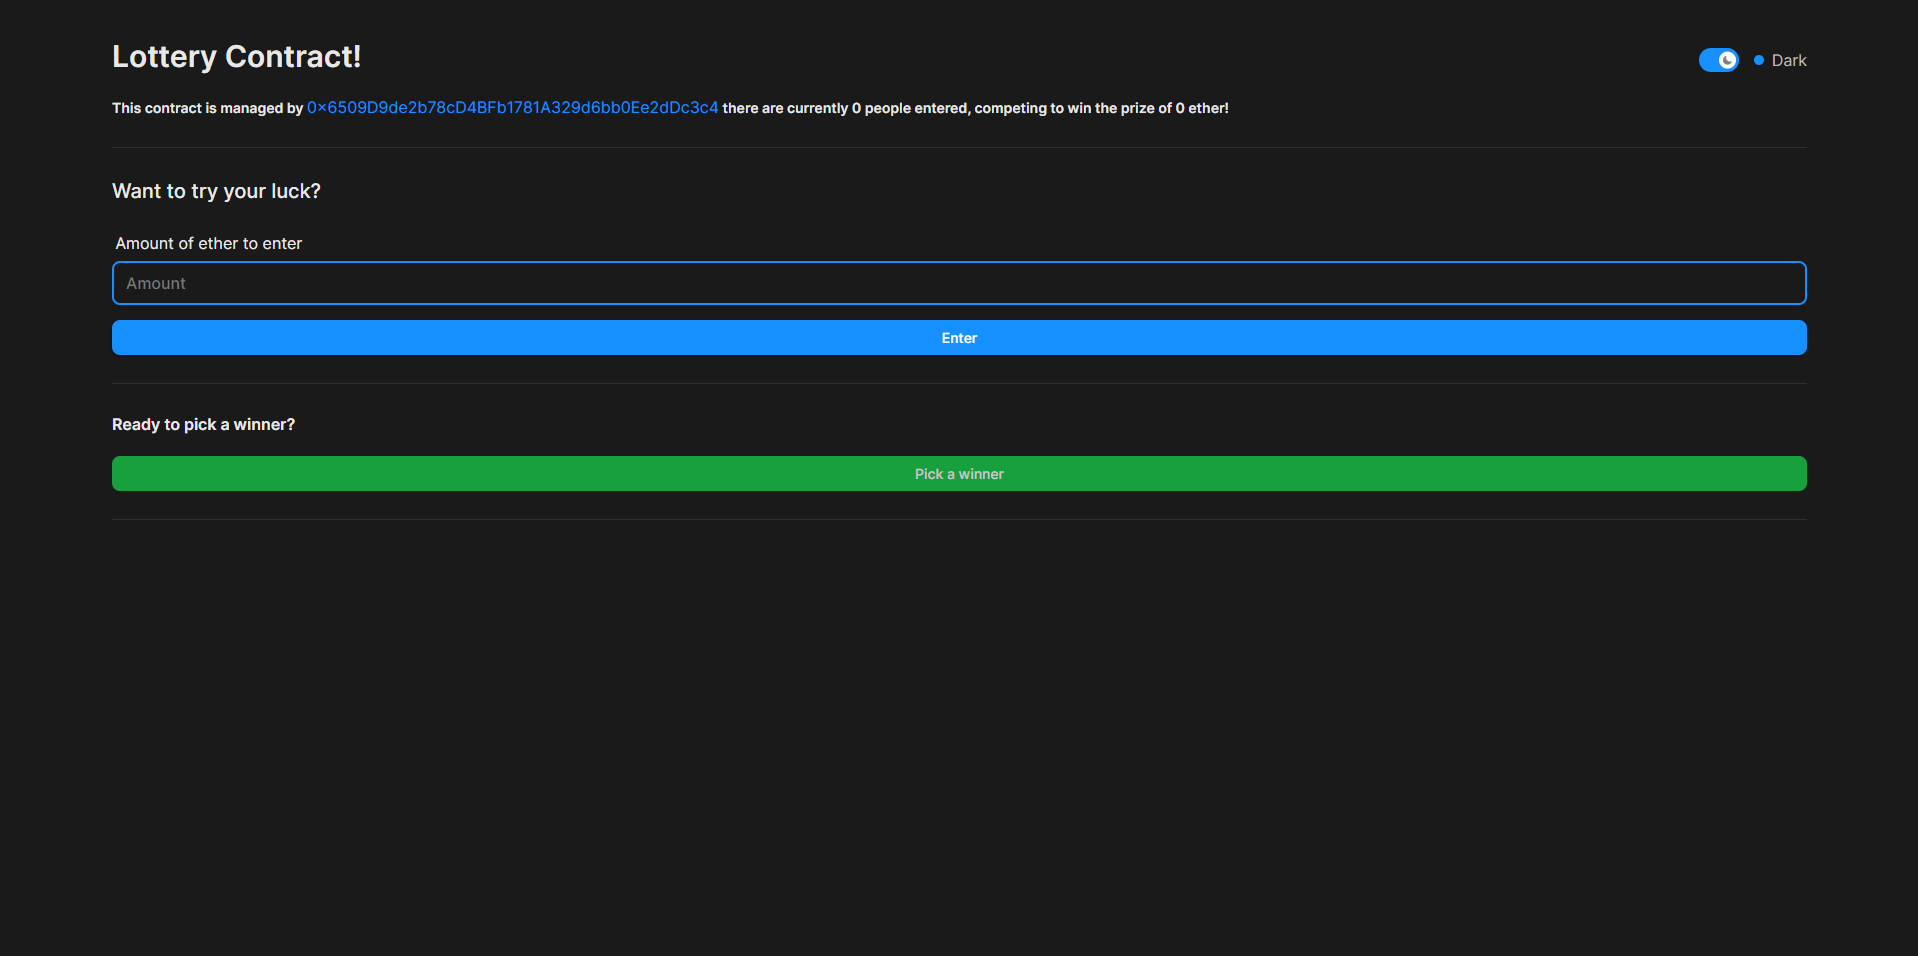 Lottery Contract!
Dark
This contract is managed by 0x6509D9de2b78cD4BFb1781A329d6bb0Ee2dDc3c4 there are currently 0 people entered, competing to win the prize of 0 ether!
Want to try your luck?
Amount of ether to enter
Amount
Enter
Ready to pick a winner?
Pick a winner